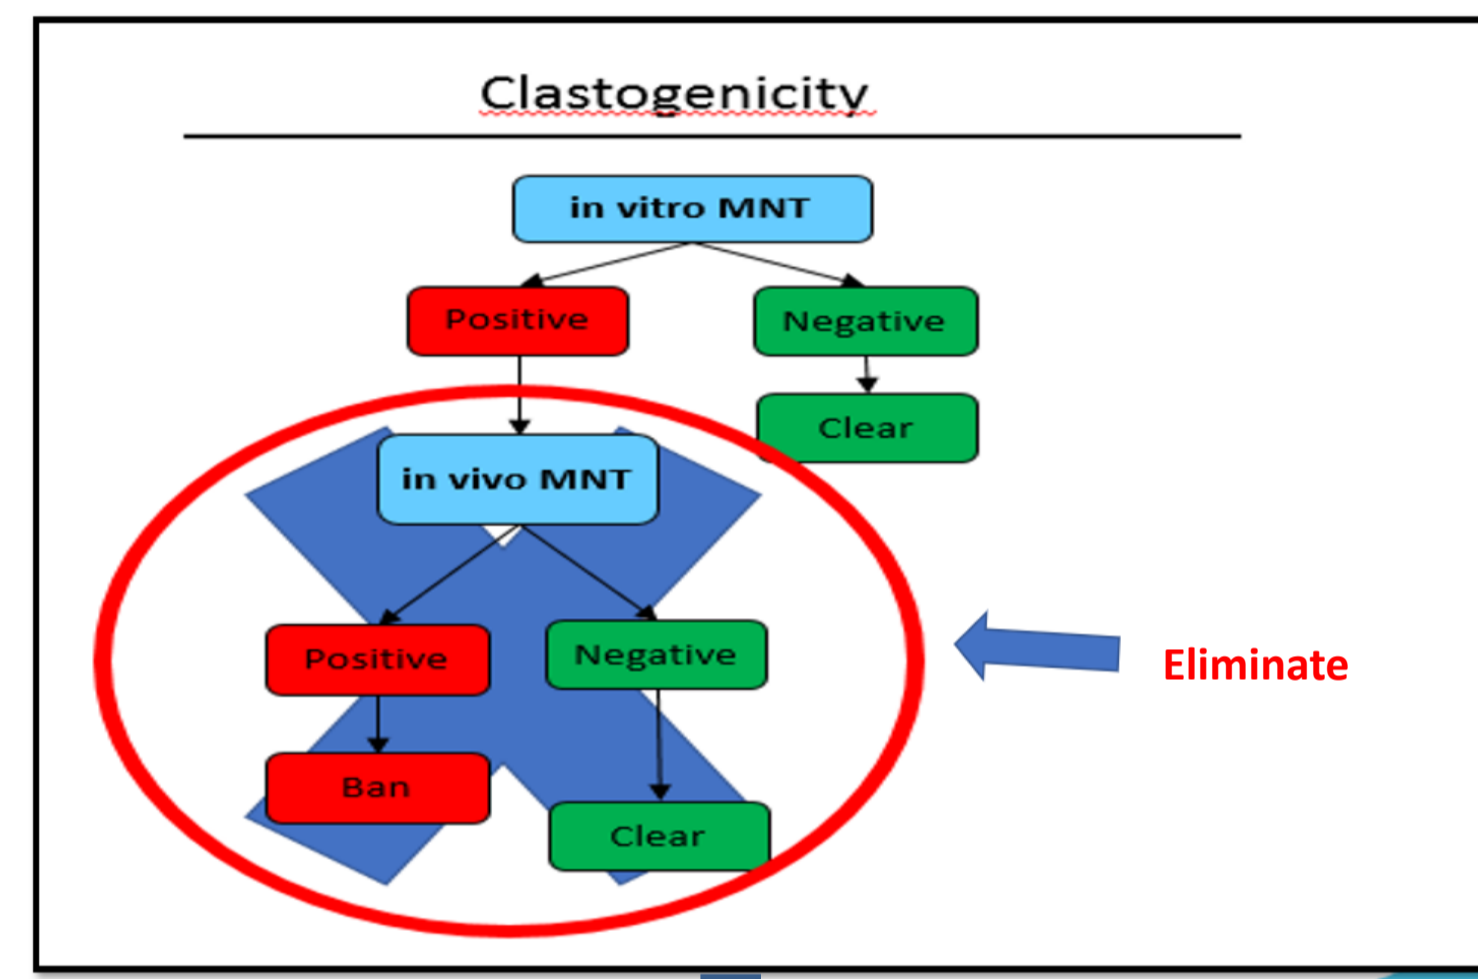 Clastogenicity
in vitro MNT
Positive
Negative
Clear
in vivo MNT
Positive
Negative
Eliminate
Ban
Clear